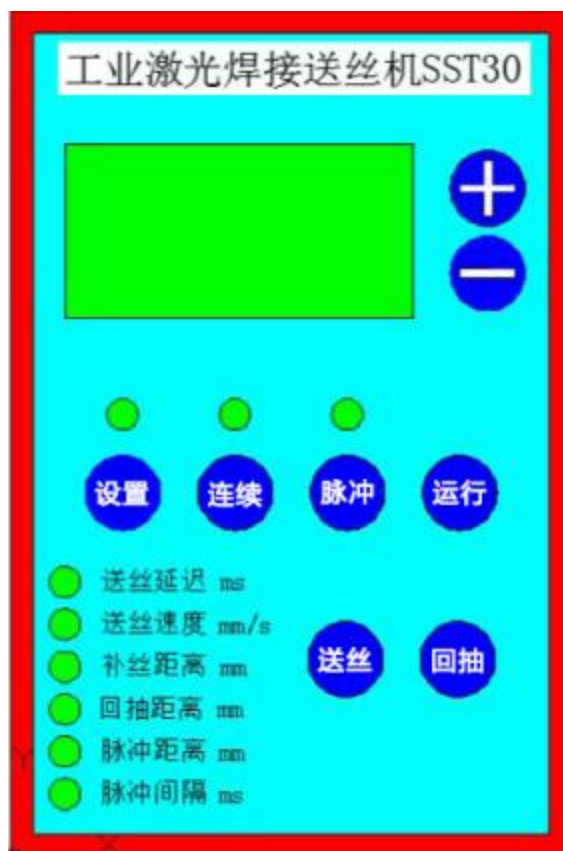 工业激光焊接送丝机SST30
+
-
设置 连续 脉冲 运行
送丝延迟 ms
送丝速度 mm/s
补丝距离 mm
送丝 回抽
回抽距离 mm
脉冲距离 mm
脉冲间隔 ms
Y
X